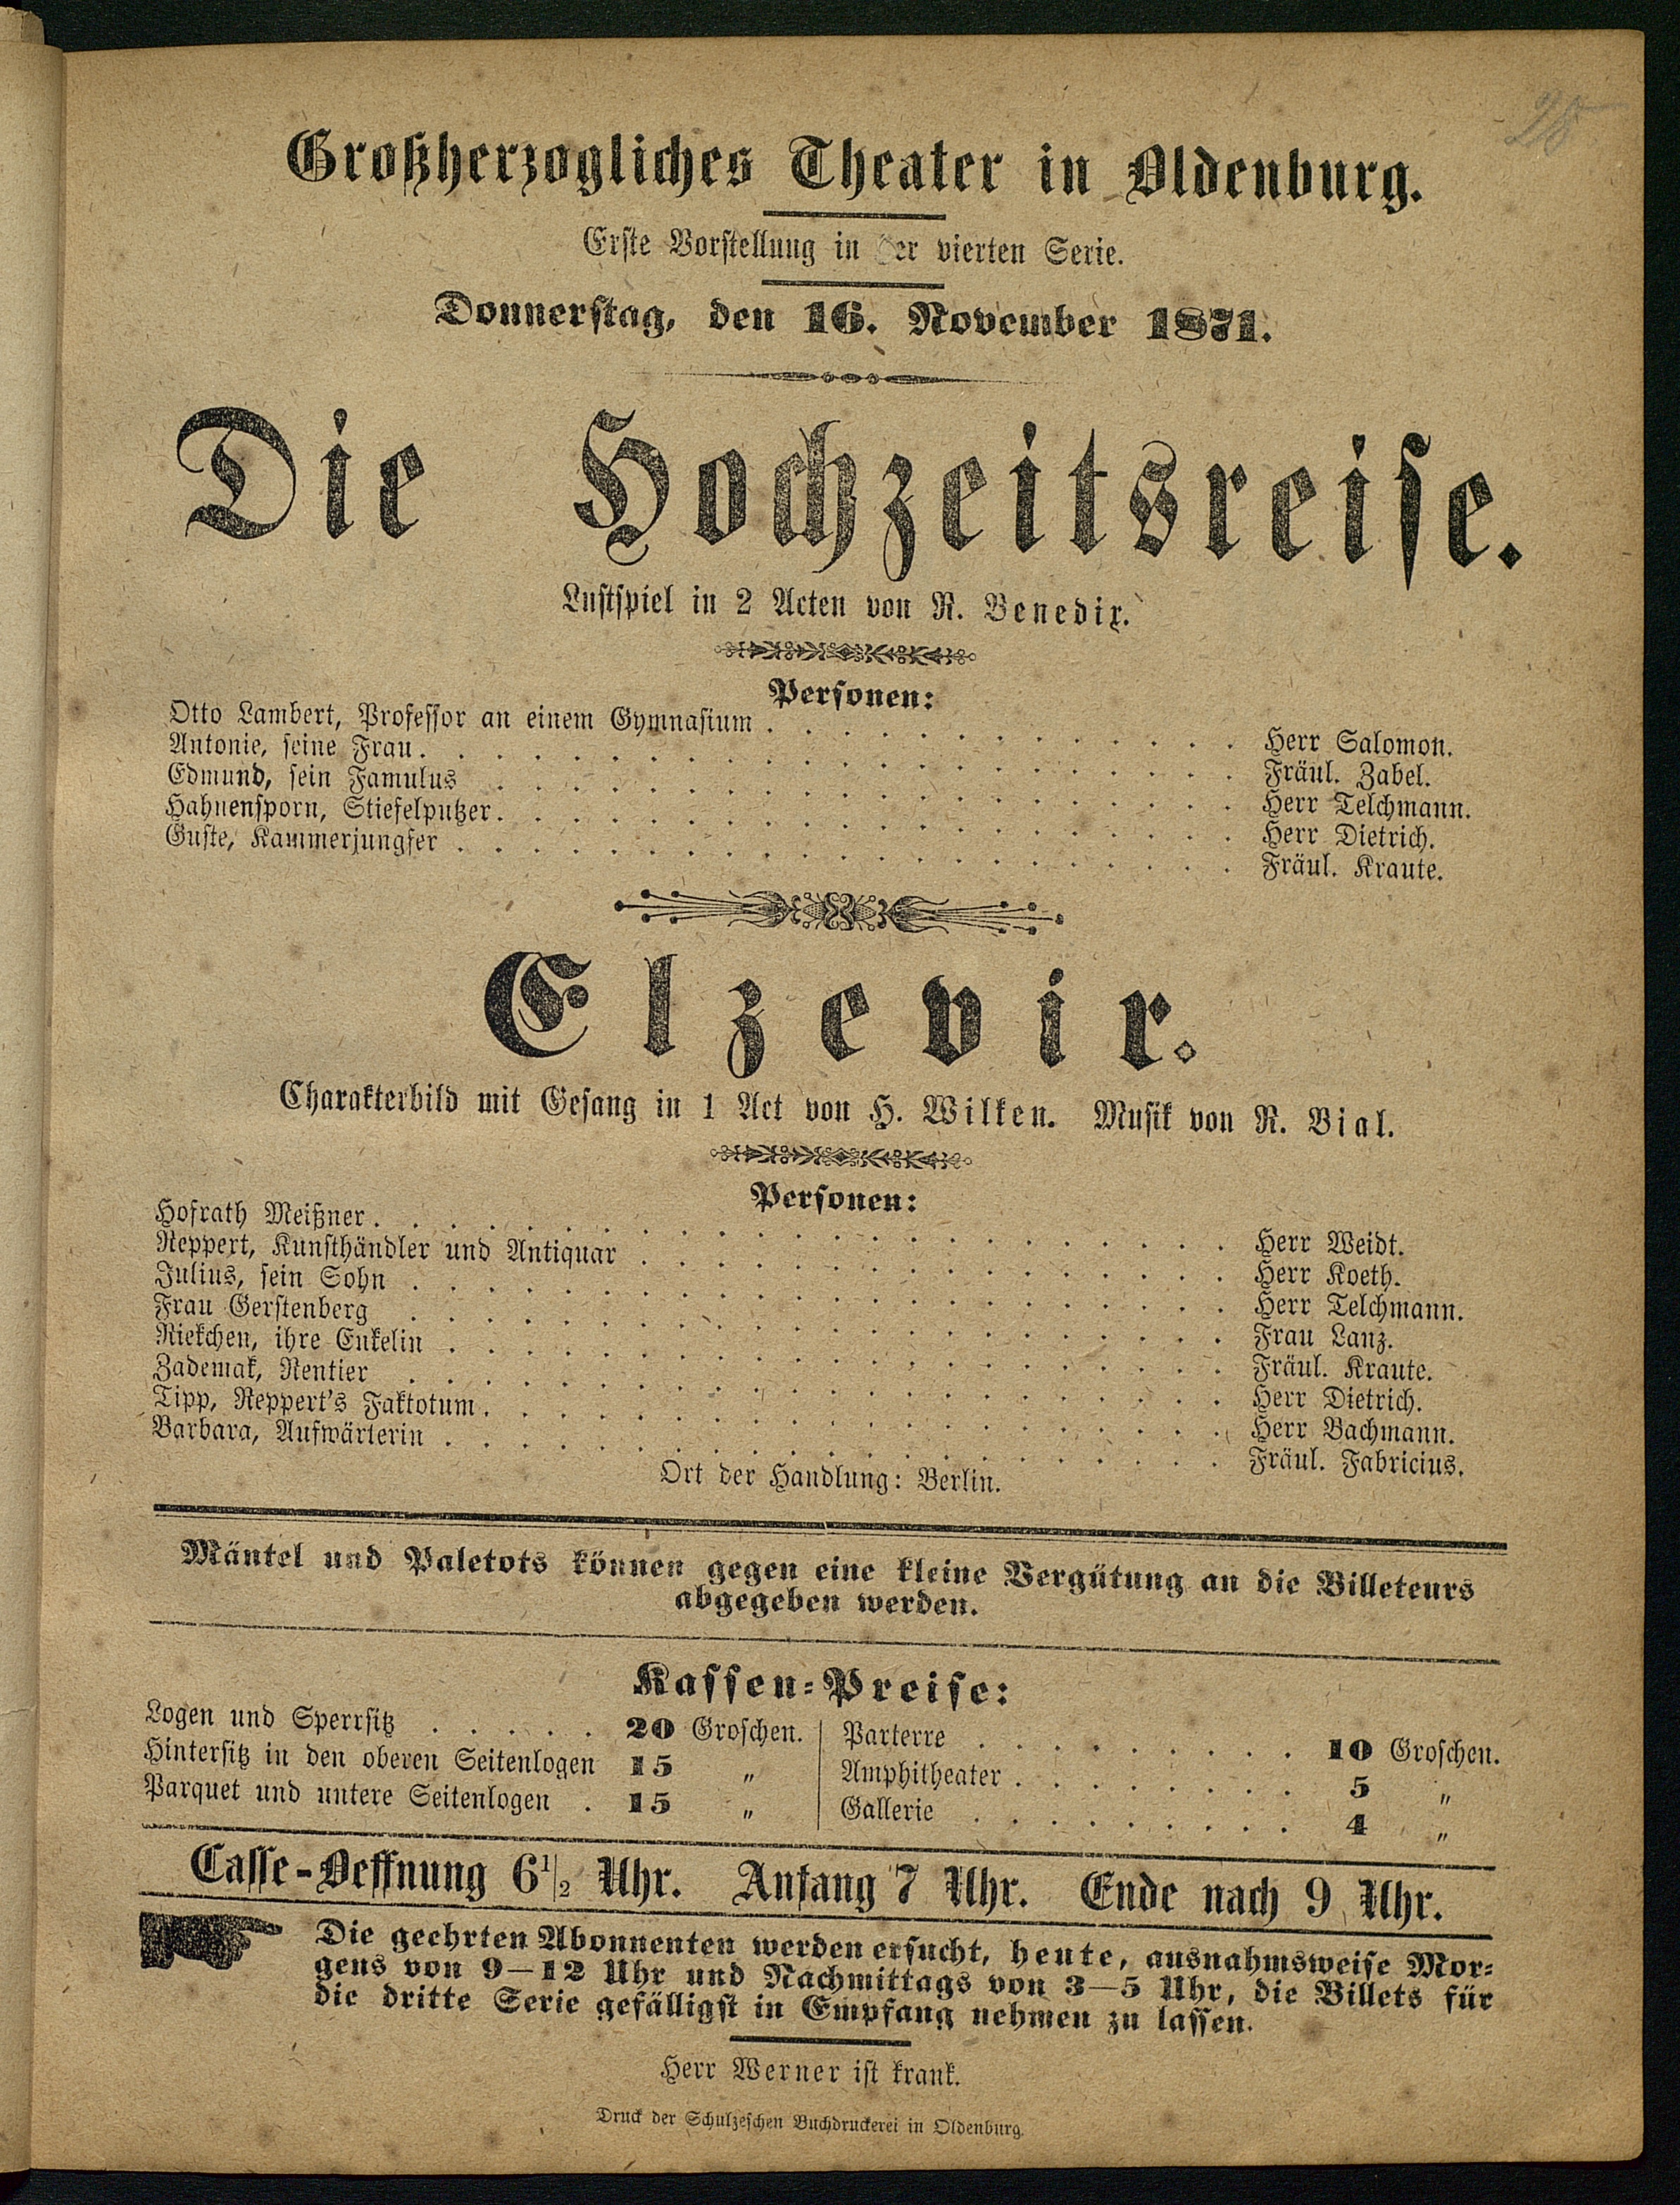 28
Großherzogliches Theater in Oldenburg.
Erste Vorstellung in der vierten Serie.
Donnerstag, den 16. November 1871.
Die Hochzeitsreise.
Lustspiel in 2 Acten von R. Benedix.
Personen:
Otto Lambert, Professor an einem Gymnasium . . . . . . . . . . . . . Herr Salomon.
Antonie, seine Frau. . . . . . . . . . . . . . . . . . . . . . Fräul. Zabel.
Edmund, sein Famulus . . . . . . . . . . . . . . . . . . . . Herr Telchmann.
Hahnensporn, Stiefelputzer. . . . . . . . . . . . . . . . . . . . Herr Dietrich.
Guste, Kammerjungfer . . . . . . . . . . . . . . . . . . . . . Fräul. Kraute.
Elzevir.
Charakterbild mit Gesang in 1 Act von H. Wilken. Musik von R. Bial.
Personen:
Hofrath Meißner. . . . . . . . . . . . . . . . . . . . . . . Herr Weidt.
Reppert, Kunsthändler und Antiquar . . . . . . . . . . . . . . . . Herr Koeth.
Julius, sein Sohn . . . . . . . . . . . . . . . . . . . . . . Herr Telchmann.
Frau Gerstenberg . . . . . . . . . . . . . . . . . . . . . . Frau Lanz.
Riekchen, ihre Enkelin . . . . . . . . . . . . . . . . . . . . . Fräul. Kraute.
Zademak, Rentier . . . . . . . . . . . . . . . . . . . . . . Herr Dietrich.
Tipp, Reppert's Faktotum. . . . . . . . . . . . . . . . . . . . Herr Bachmann.
Barbara, Aufwärterin . . . . . . . . . . . . . . . . . . . . . Fräul. Fabricius.
Ort der Handlung: Berlin.
Mäntel und Paletots können gegen eine kleine Vergütung an die Billeteurs
abgegeben werden.
Kassen-Preise:
Logen und Sperrsitz . . . . . 20 Groschen. | Parterre . . . . . . . . . 10 Groschen.
Hintersitz in den oberen Seitenlogen 15 " | Amphitheater . . . . . . . . 5 "
Parquet und untere Seitenlogen . 15 " | Gallerie . . . . . . . . . 4 "
Casse-Oeffnung 6 1/2 Uhr. Anfang 7 Uhr. Ende nach 9 Uhr.
Die geehrten Abonnenten werden ersucht, heute, ausnahmsweise Mor-
gens von 9—12 Uhr und Nachmittags von 3—5 Uhr, die Billets für
die dritte Serie gefälligst in Empfang nehmen zu lassen.
Herr Werner ist krank.
Druck der Schulzeschen Buchdruckerei in Oldenburg.